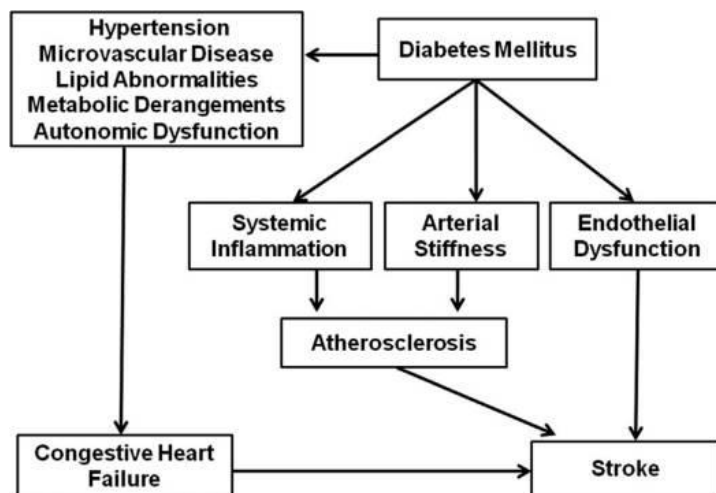 Hypertension
Microvascular Disease
Lipid Abnormalities
Metabolic Derangements
Autonomic Dysfunction
Diabetes Mellitus
Systemic
Inflammation
Arterial
Stiffness
Endothelial
Dysfunction
Atherosclerosis
Congestive Heart
Failure
Stroke